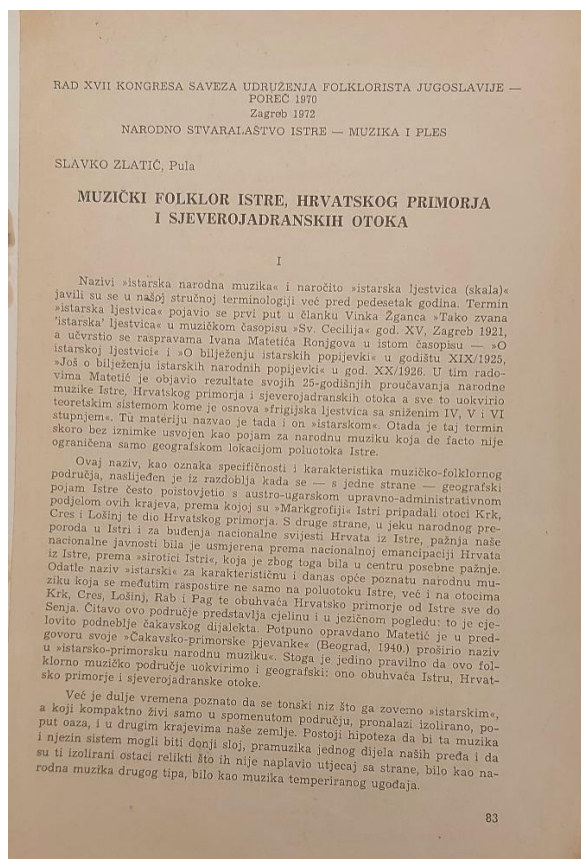 RAD XVII KONGRESA SAVEZA UDRUŽENJA FOLKLORISTA JUGOSLAVIJE —
POREČ 1970
Zagreb 1972
NARODNO STVARALAŠTVO ISTRE — MUZIKA I PLES
SLAVKO ZLATIĆ, Pula
MUZIČKI FOLKLOR ISTRE, HRVATSKOG PRIMORJA
I SJEVEROJADRANSKIH OTOKA
I
Nazivi »istarska narodna muzika« i naročito »istarska ljestvica (skala)«
javili su se u našoj stručnoj terminologiji već pred pedesetak godina. Termin
»istarska ljestvica« pojavio se prvi put u članku Vinka Žganca »Tako zvana
'istarska' ljestvica« u muzičkom časopisu »Sv. Cecilija« god. XV, Zagreb 1921,
a učvrstio se raspravama Ivana Matetića Ronjgova u istom časopisu — »O
istarskoj ljestvici« i »O bilježenju istarskih popijevki« u godištu XIX/1925,
»Još o bilježenju istarskih narodnih popijevki« u god. XX/1926. U tim rado-
vima Matetić je objavio rezultate svojih 25-godišnjih proučavanja narodne
muzike Istre, Hrvatskog primorja i sjeverojadranskih otoka a sve to uokvirio
teoretskim sistemom kome je osnova »frigijska ljestvica sa sniženim IV, V i VI
stupnjem«. Tu materiju nazvao je tada i on »istarskom«. Otada je taj termin
skoro bez iznimke usvojen kao pojam za narodnu muziku koja de facto nije
ograničena samo geografskom lokacijom poluotoka Istre.
Ovaj naziv, kao oznaka specifičnosti i karakteristika muzičko-folklornog
područja, naslijeđen je iz razdoblja kada se — s jedne strane — geografski
pojam Istre često poistovjetio s austro-ugarskom upravno-administrativnom
podjelom ovih krajeva, prema kojoj su »Markgrofiji« Istri pripadali otoci Krk,
Cres i Lošinj te dio Hrvatskog primorja. S druge strane, u jeku narodnog pre-
poroda u Istri i za buđenja nacionalne svijesti Hrvata iz Istre, pažnja naše
nacionalne javnosti bila je usmjerena prema nacionalnoj emancipaciji Hrvata
iz Istre, prema »sirotici Istri«, koja je zbog toga bila u centru posebne pažnje.
Odatle naziv »istarski« za karakterističnu i danas opće poznatu narodnu mu-
ziku koja se međutim rasprostire ne samo na poluotoku Istre, već i na otocima
Krk, Cres, Lošinj, Rab i Pag te obuhvaća Hrvatsko primorje od Istre sve do
Senja. Čitavo ovo područje predstavlja cjelinu i u jezičnom pogledu: to je cje-
lovito podneblje čakavskog dijalekta. Potpuno opravdano Matetić je u pred-
govoru svoje »Čakavsko-primorske pjevanke« (Beograd, 1940.) proširio naziv
u »istarsko-primorsku narodnu muziku«. Stoga je jedino pravilno da ovo fol-
klorno muzičko područje uokvirimo i geografski: ono obuhvaća Istru, Hrvat-
sko primorje i sjeverojadranske otoke.
Već je dulje vremena poznato da se tonski niz što ga zovemo »istarskim«,
a koji kompaktno živi samo u spomenutom području, pronalazi izolirano, po-
put oaza, i u drugim krajevima naše zemlje. Postoji hipoteza da bi ta muzika
i njezin sistem mogli biti donji sloj, pramuzika jednog dijela naših pređa i da
su ti izolirani ostaci relikti što ih nije naplavio utjecaj sa strane, bilo kao na-
rodna muzika drugog tipa, bilo kao muzika temperiranog ugođaja.
83